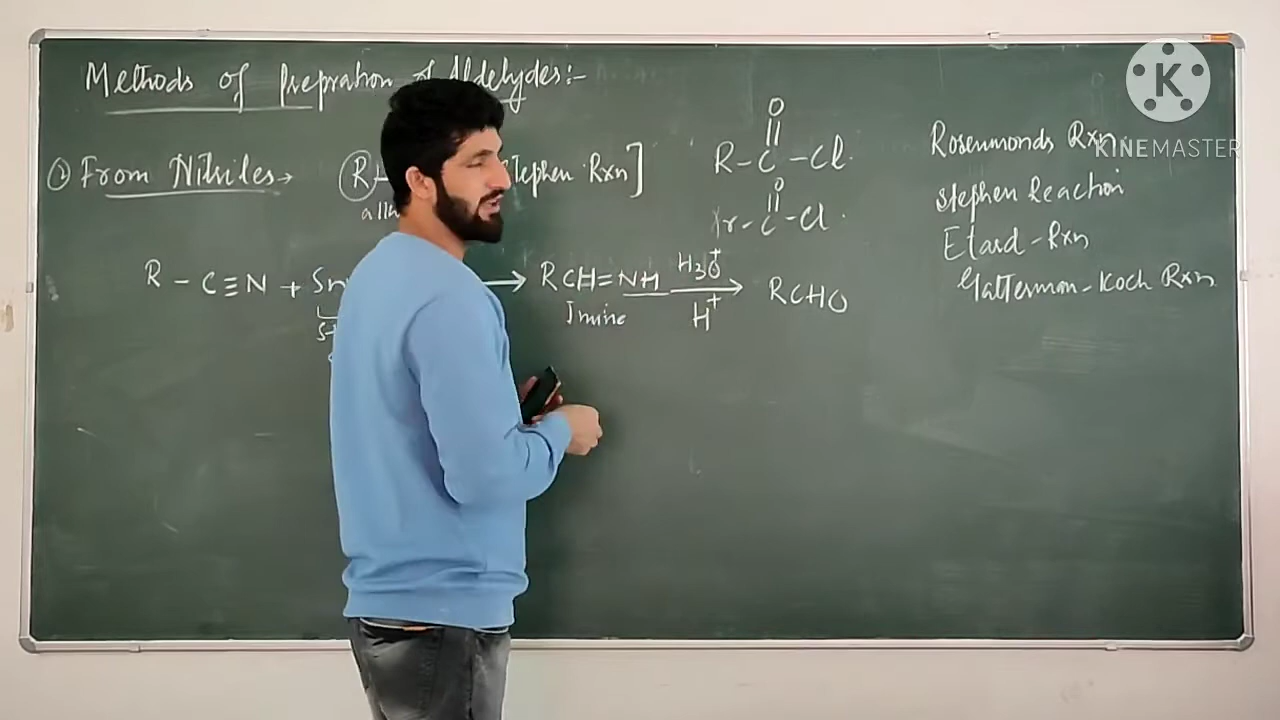 Methods of Prepration of Aldehydes:-
② From Nitriles →
(R)-
Stephen Rxn]
R-C-Cl.
O
Ar-C-Cl.
O
R-C≡N + Sn
→ RCH=NH
Imine
H3O+
H+
→ RCHO
Rosenmonds Rxn.
Stephen Reaction
Etard-Rxn
Gatterman-Koch Rxn
K
KINEMASTER